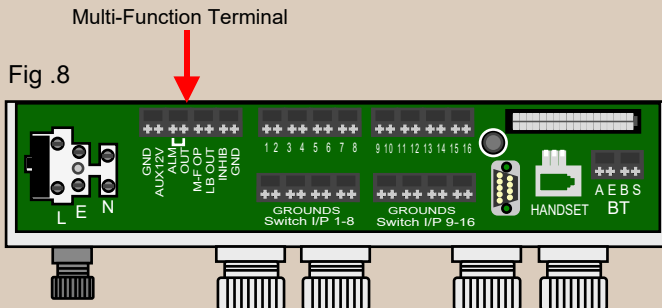 Multi-Function Terminal
Fig .8
GND
AUX12V
ALM
OUT
M-F OP
LB OUT
INHIB
GND
1 2 3 4 5 6 7 8
9 10 11 12 13 14 15 16
L E N
GROUNDS
Switch I/P 1-8
GROUNDS
Switch I/P 9-16
HANDSET
A E B S
BT